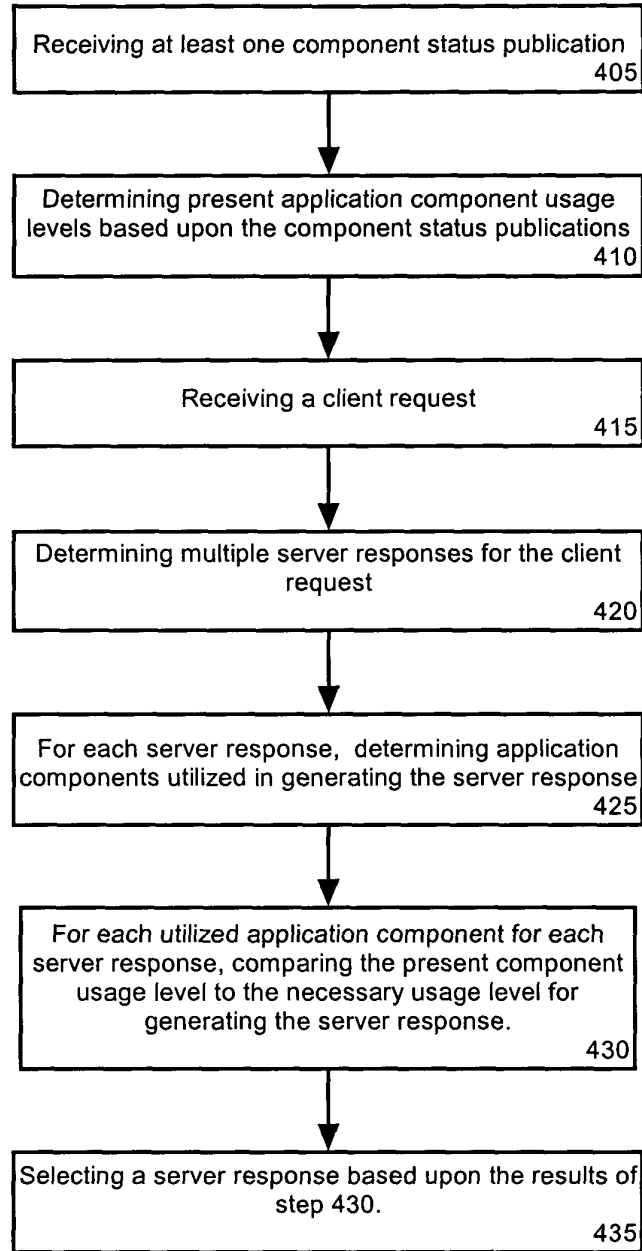 Receiving at least one component status publication
405
Determining present application component usage
levels based upon the component status publications
410
Receiving a client request
415
Determining multiple server responses for the client
request
420
For each server response, determining application
components utilized in generating the server response
425
For each utilized application component for each
server response, comparing the present component
usage level to the necessary usage level for
generating the server response.
430
Selecting a server response based upon the results of
step 430.
435